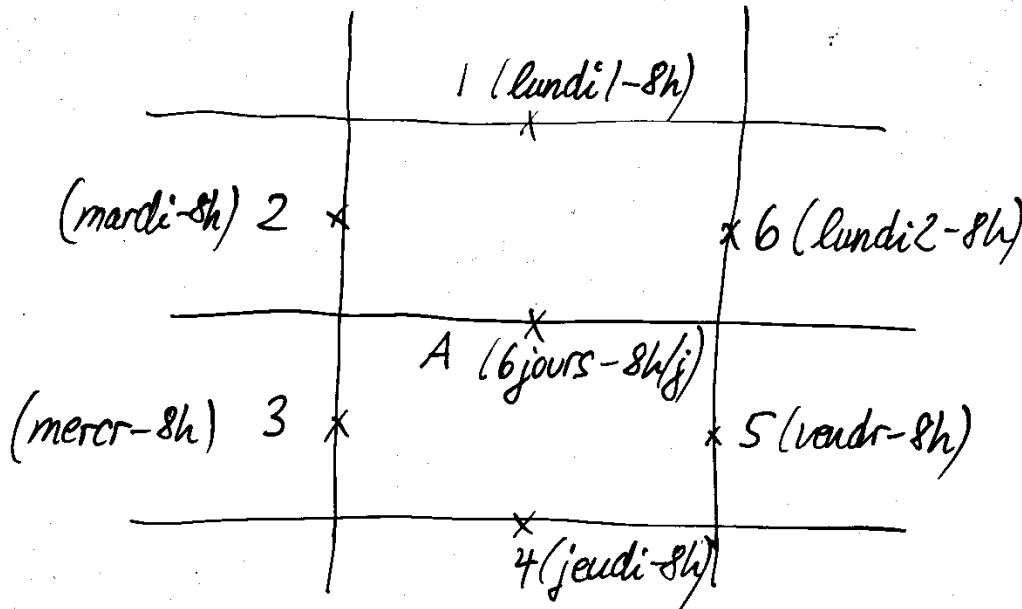 1 (lundi1-8h)
(mardi-8h) 2
6 (lundi2-8h)
A (6jours-8h/j)
(mercr-8h) 3
5 (vendr-8h)
4 (jeudi-8h)